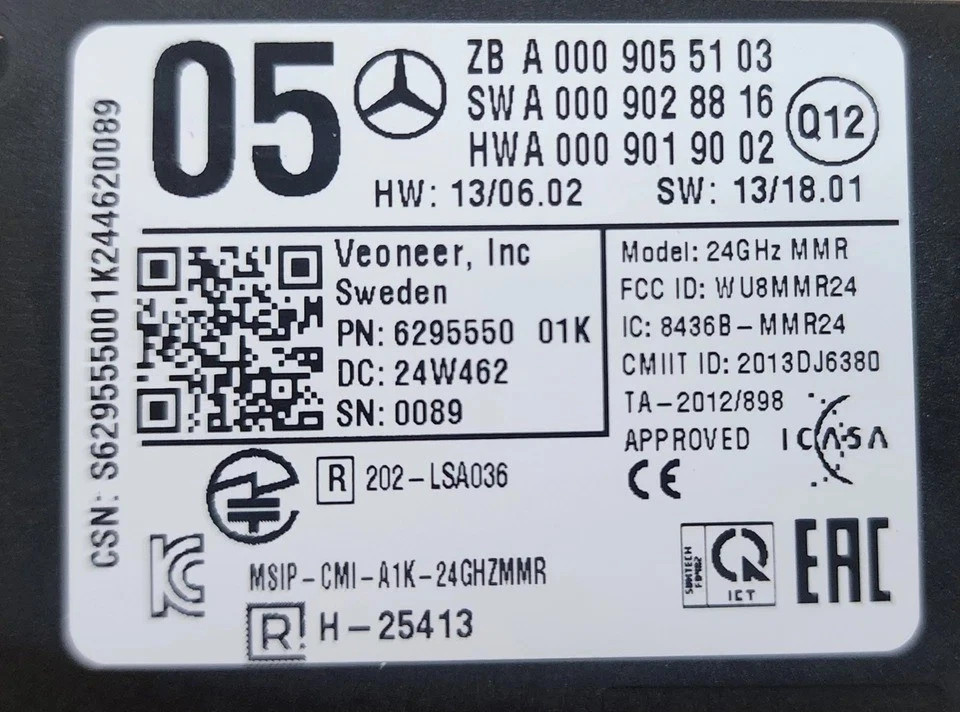 05
ZB A 000 905 51 03
SW A 000 902 88 16
HW A 000 901 90 02
Q12
HW: 13/06.02 SW: 13/18.01
CSN: S6295555001K244620089
Veoneer, Inc
Sweden
PN: 6295550 01K
DC: 24W462
SN: 0089
Model: 24GHz MMR
FCC ID: WU8MMR24
IC: 8436B-MMR24
CMIIT ID: 2013DJ6380
TA-2012/898
APPROVED ICASA
CE
R 202-LSA036
KC
MSIP-CMI-A1K-24GHZMMR
R H-25413
ICT
EAC